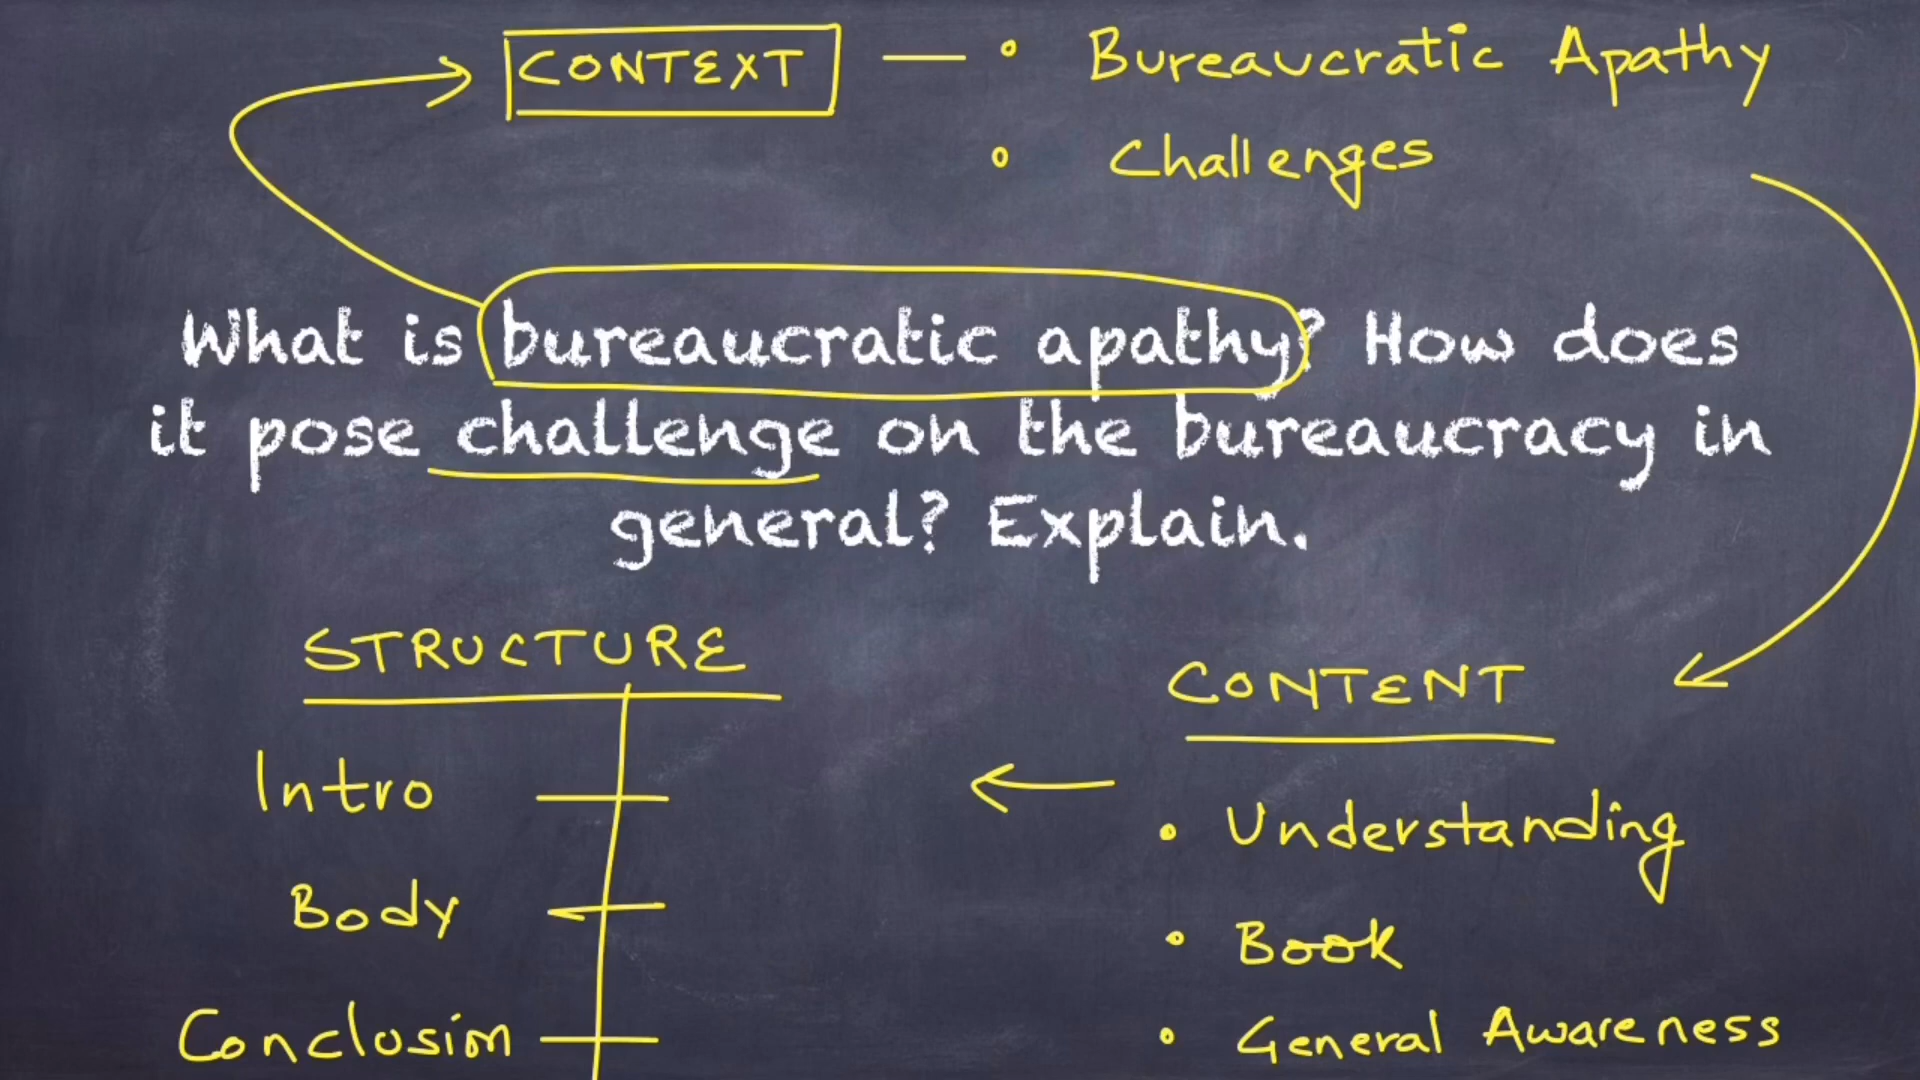 CONTEXT — • Bureaucratic Apathy
• Challenges
What is bureaucratic apathy? How does
it pose challenge on the bureaucracy in
general? Explain.
STRUCTURE
Intro
Body
Conclusion
CONTENT
• Understanding
• Book
• General Awareness